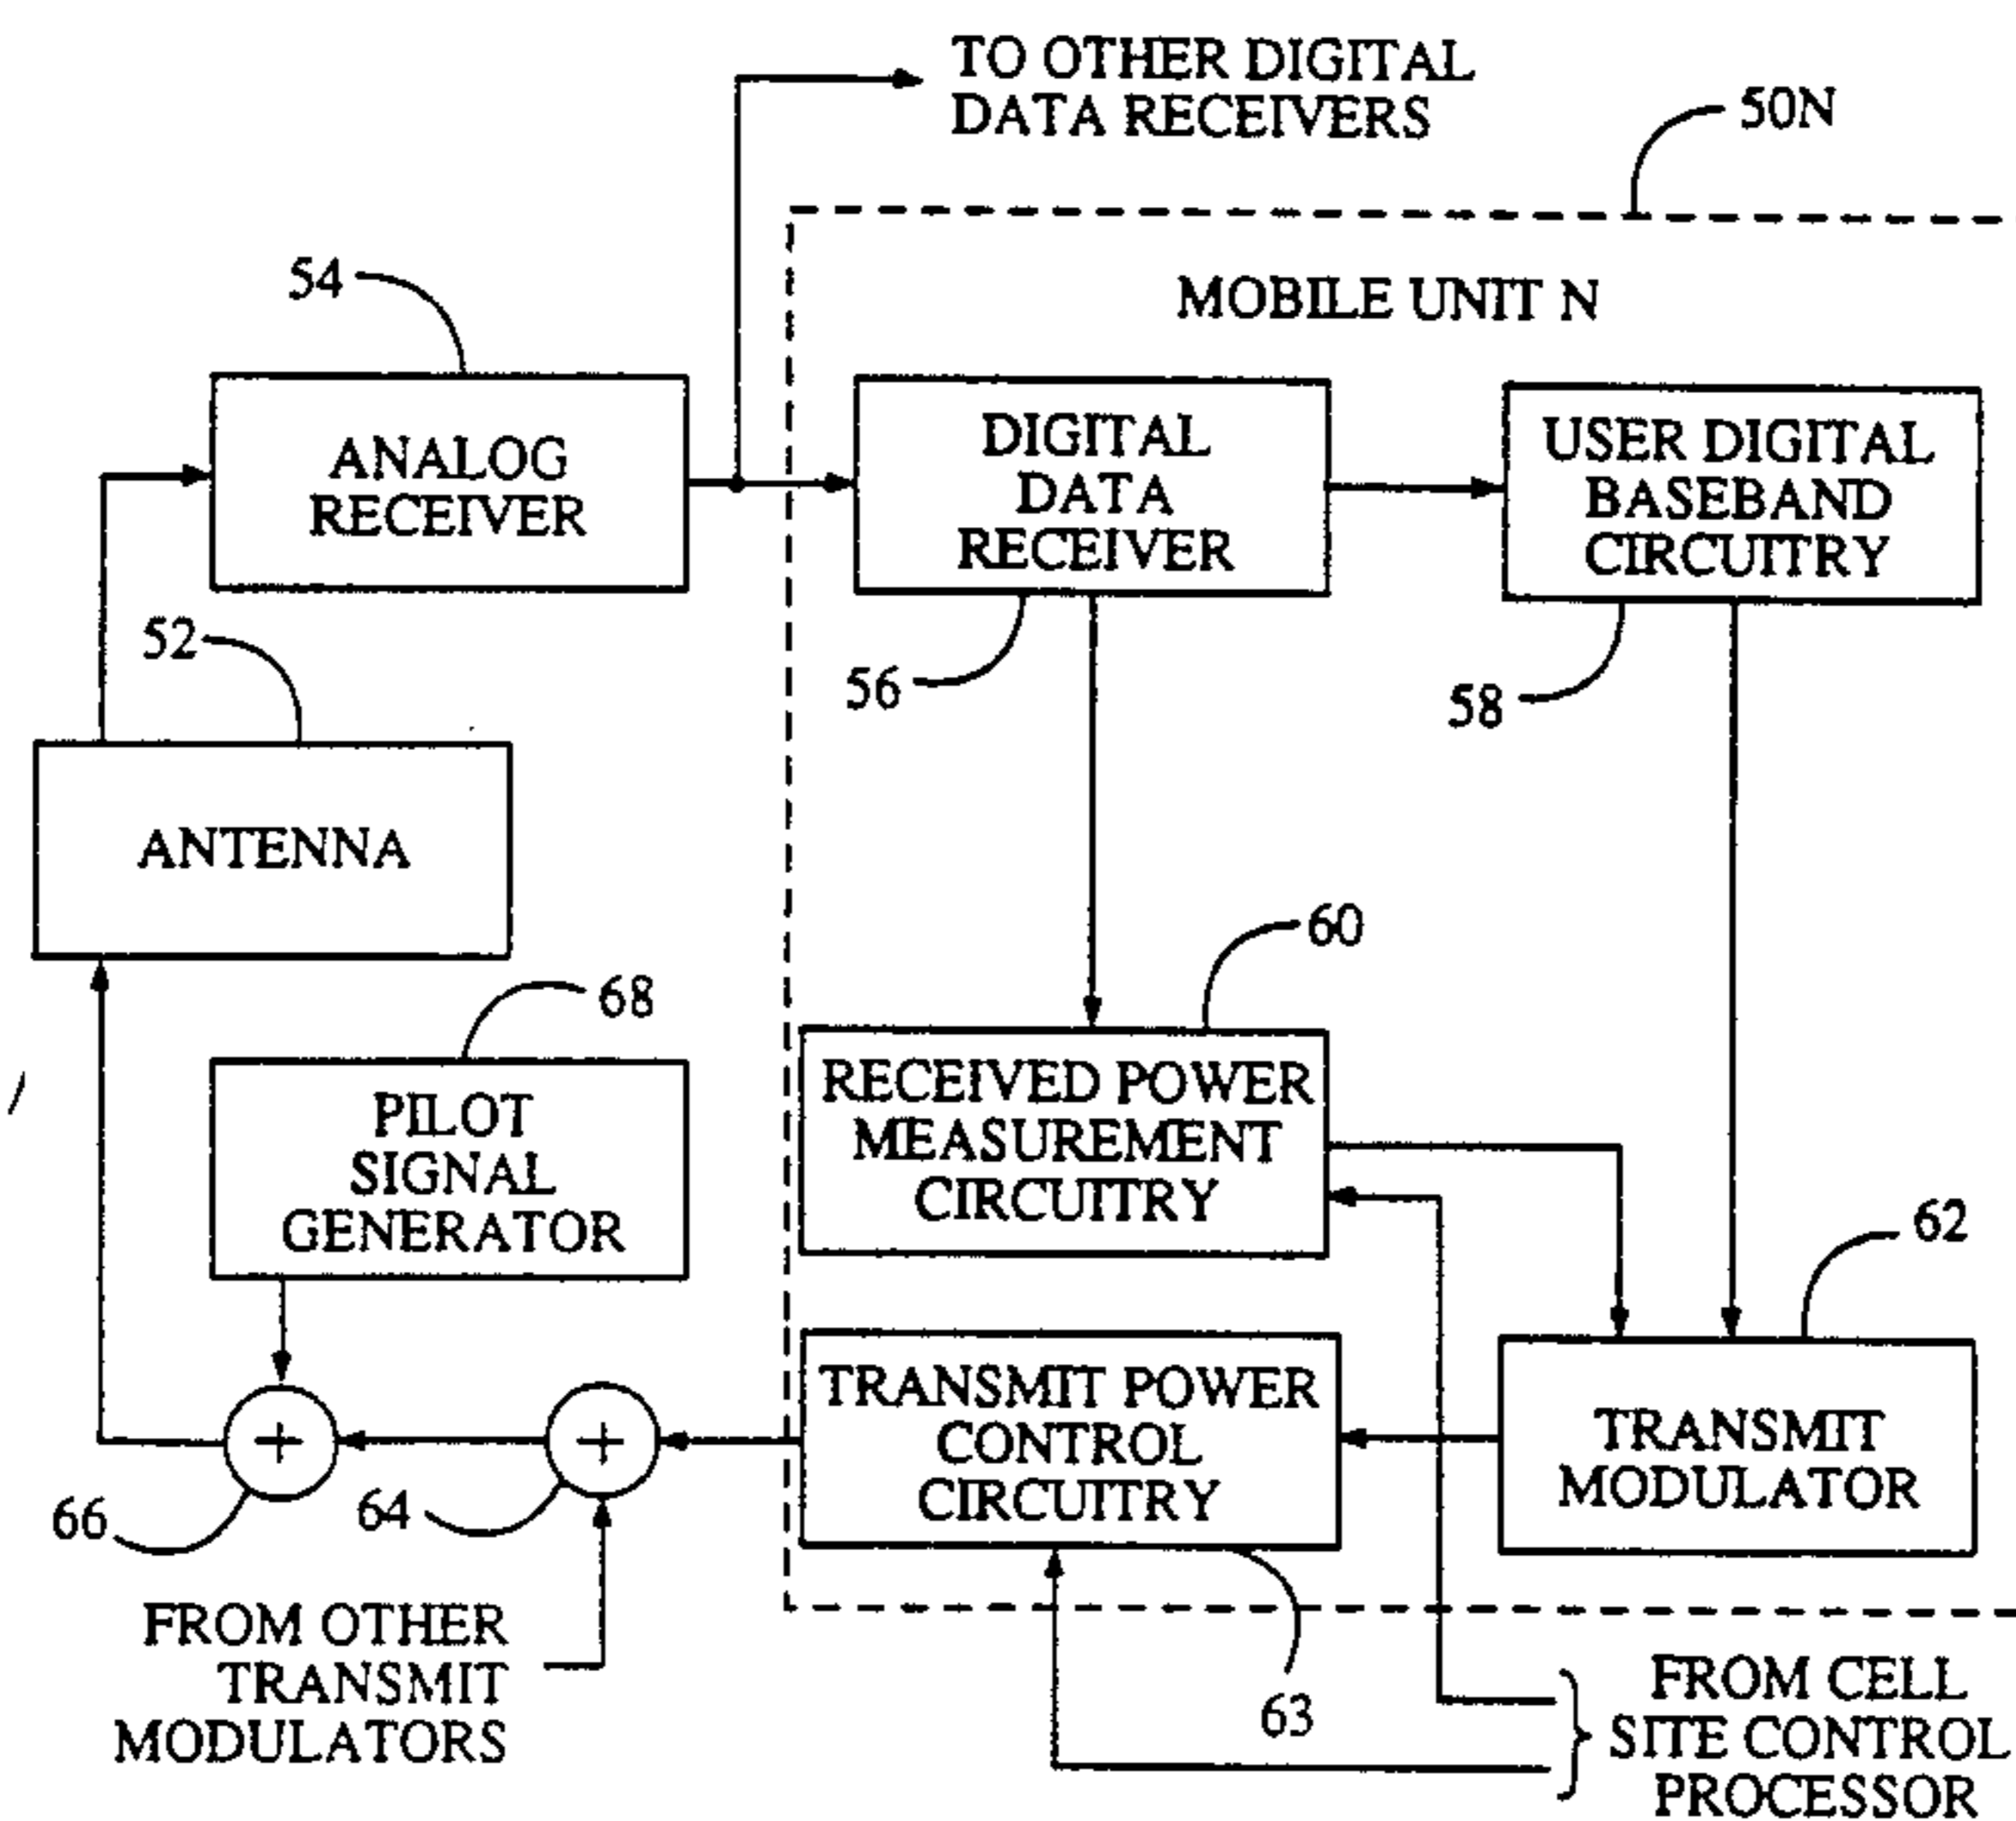 TO OTHER DIGITAL
DATA RECEIVERS
50N
MOBILE UNIT N
54
ANALOG
RECEIVER
DIGITAL
DATA
RECEIVER
USER DIGITAL
BASEBAND
CIRCUITRY
52
56
58
ANTENNA
60
68
PILOT
SIGNAL
GENERATOR
RECEIVED POWER
MEASUREMENT
CIRCUITRY
62
TRANSMIT POWER
CONTROL
CIRCUITRY
TRANSMIT
MODULATOR
+
+
66
64
FROM OTHER
TRANSMIT
MODULATORS
63
FROM CELL
SITE CONTROL
PROCESSOR